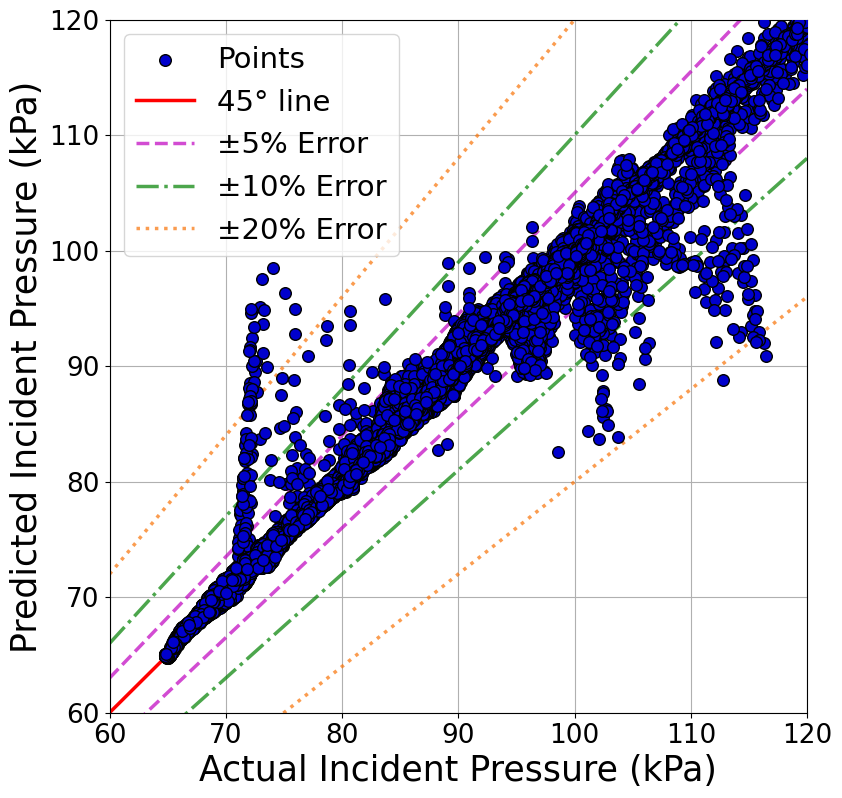 120
110
100
90
80
70
60
Predicted Incident Pressure (kPa)
Points
45° line
±5% Error
±10% Error
±20% Error
60 70 80 90 100 110 120
Actual Incident Pressure (kPa)